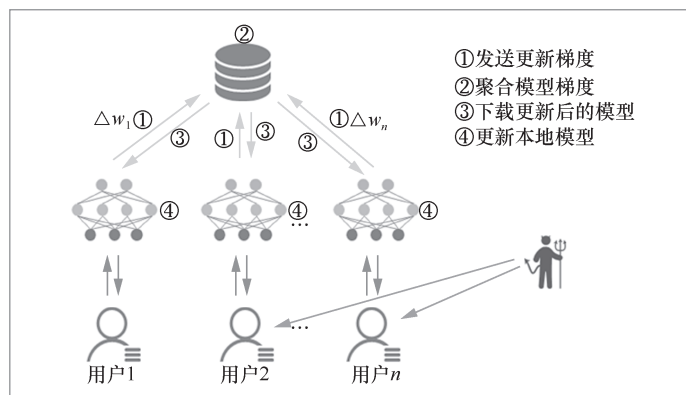 ②
①发送更新梯度
②聚合模型梯度
③下载更新后的模型
④更新本地模型
△w₁① ③ ① ③ ③ ①△wₙ
④ ④ ④
...
...
用户1 用户2 用户n